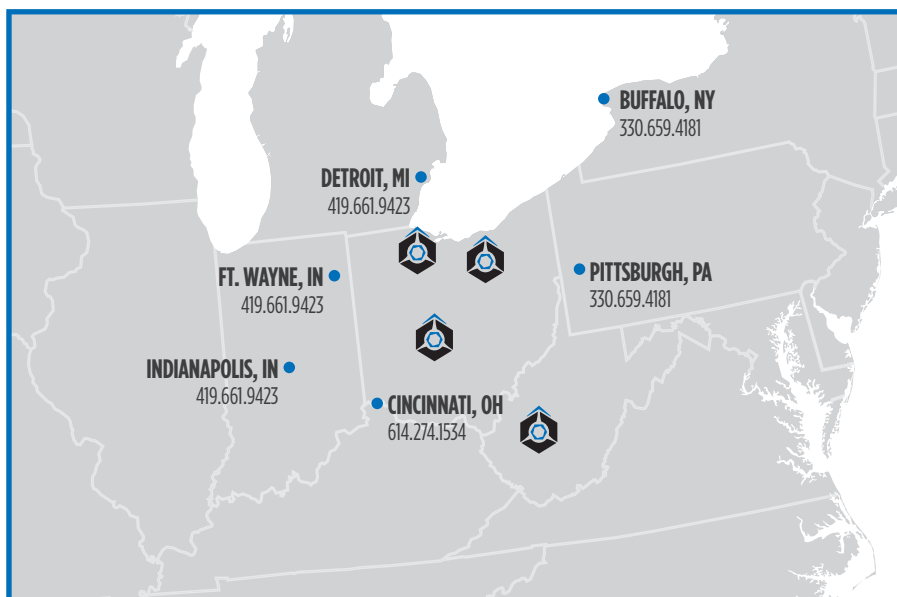 BUFFALO, NY
330.659.4181
DETROIT, MI
419.661.9423
FT. WAYNE, IN
419.661.9423
PITTSBURGH, PA
330.659.4181
INDIANAPOLIS, IN
419.661.9423
CINCINNATI, OH
614.274.1534